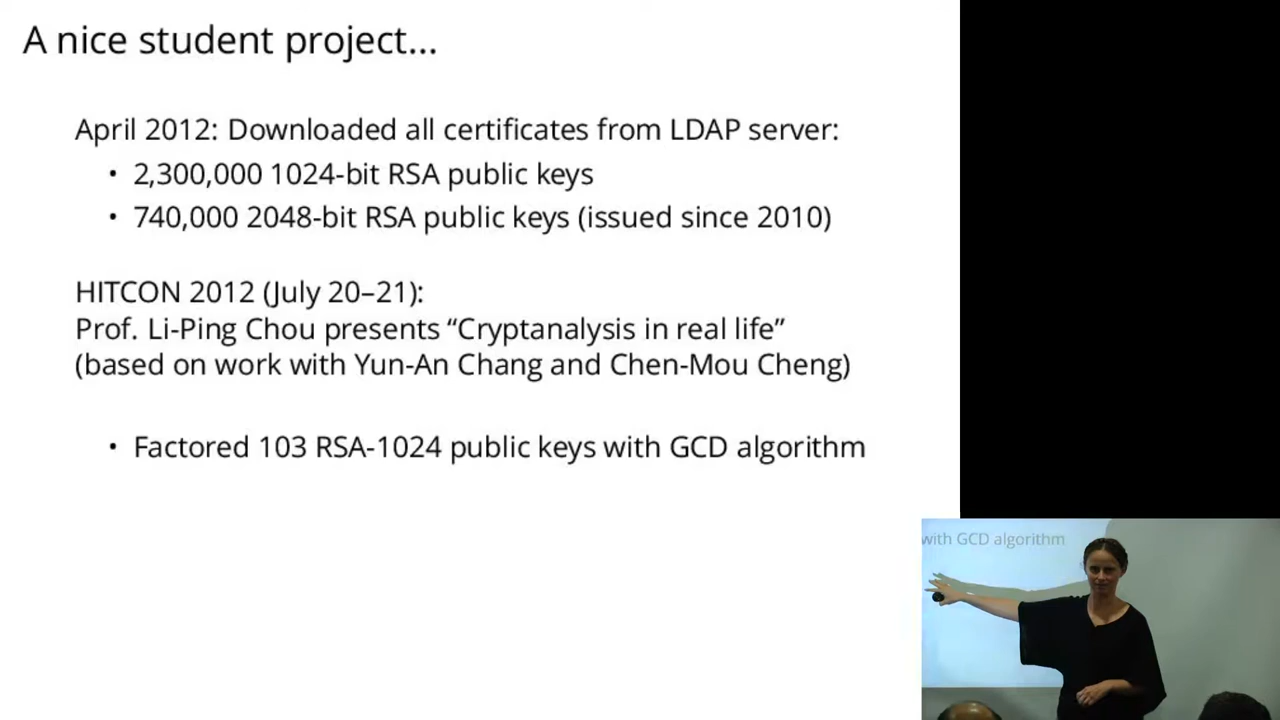 A nice student project...
April 2012: Downloaded all certificates from LDAP server:
• 2,300,000 1024-bit RSA public keys
• 740,000 2048-bit RSA public keys (issued since 2010)
HITCON 2012 (July 20–21):
Prof. Li-Ping Chou presents “Cryptanalysis in real life”
(based on work with Yun-An Chang and Chen-Mou Cheng)
• Factored 103 RSA-1024 public keys with GCD algorithm
with GCD algorithm